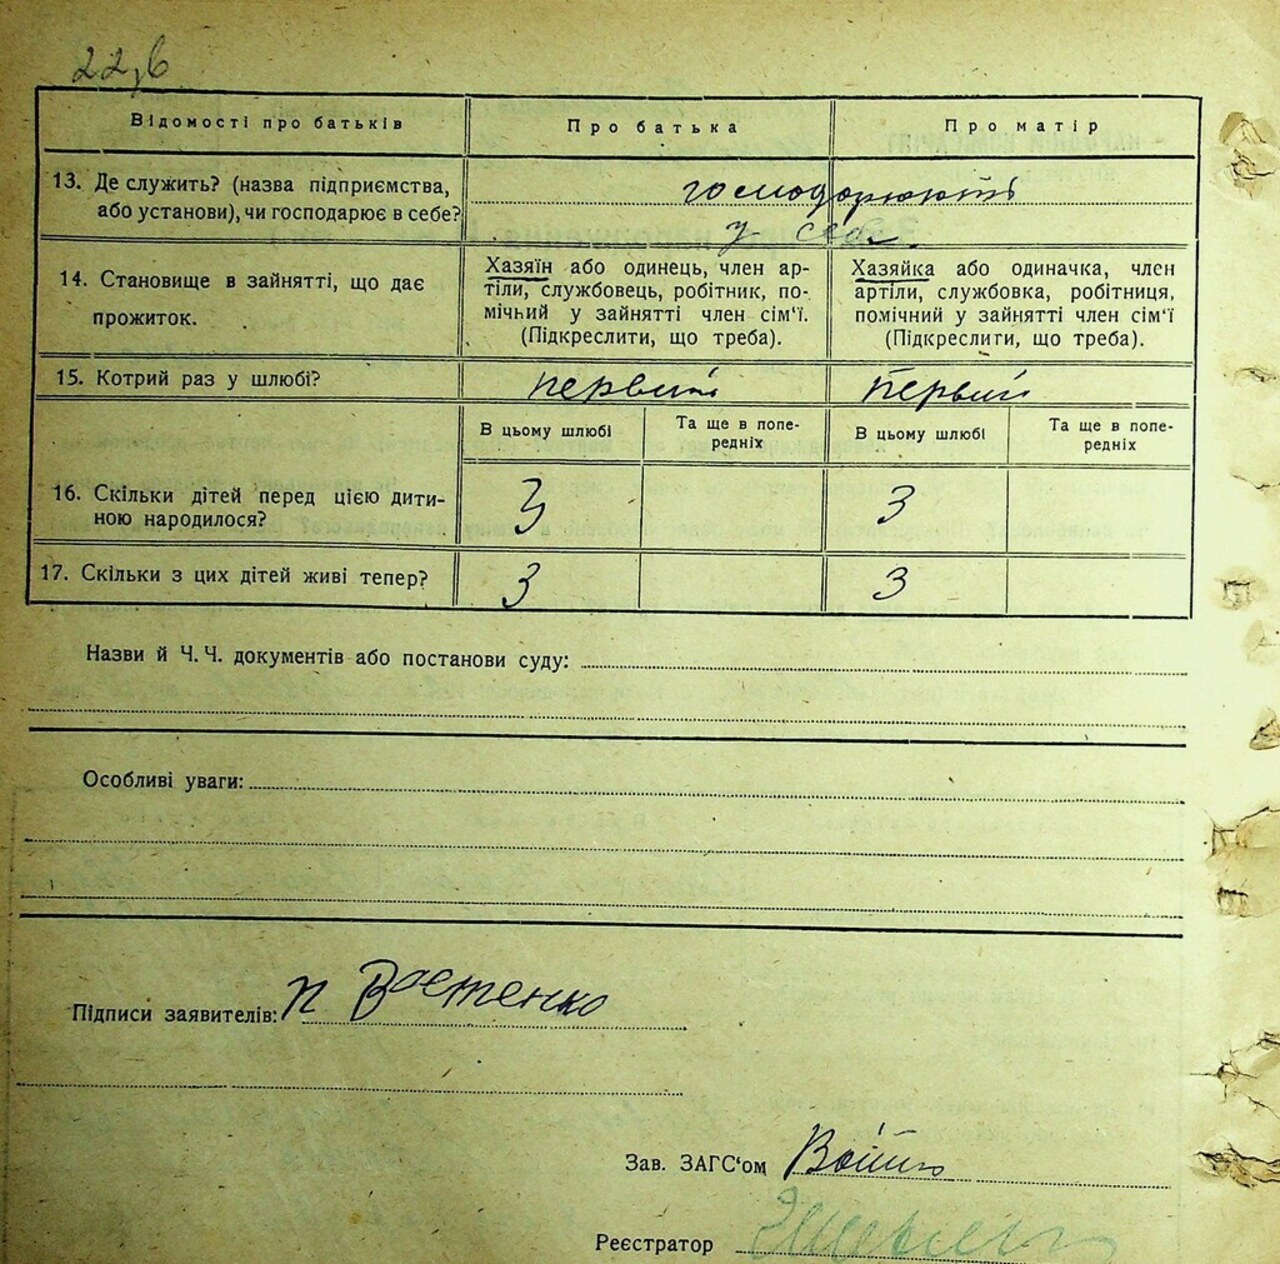 22, б
Відомості про батьків Про батька Про матір
13. Де служить? (назва підприємства, господорюють
або установи), чи господарює в себе? у себе
14. Становище в зайнятті, що дає
прожиток.
Хазяїн або одинець, член ар-
тіли, службовець, робітник, по-
мічний у зайнятті член сім'ї.
(Підкреслити, що треба).
Хазяйка або одиначка, член
артіли, службовка, робітниця,
помічний у зайнятті член сім'ї
(Підкреслити, що треба).
15. Котрий раз у шлюбі? первий первий
В цьому шлюбі
Та ще в попе-
редніх
В цьому шлюбі
Та ще в попе-
редніх
16. Скільки дітей перед цією дити- 3 3
ною народилося?
17. Скільки з цих дітей живі тепер? 3 3
Назви й Ч. Ч. документів або постанови суду:
Особливі уваги:
Підписи заявителів: п
Зав. ЗАГС'ом
Реєстратор